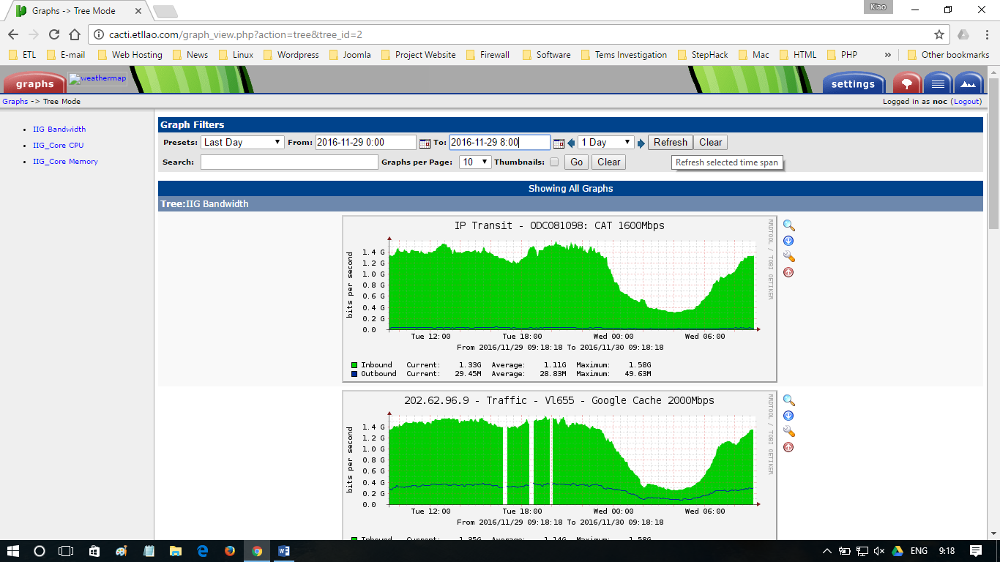 Graphs -> Tree Mode
Kiao
cacti.etllao.com/graph_view.php?action=tree&tree_id=2
ETL E-mail Web Hosting News Linux Wordpress Joomla Project Website Firewall Software Tems Investigation StepHack Mac HTML PHP » Other bookmarks
graphs weathermap settings
Graphs -> Tree Mode Logged in as noc (Logout)
IIG Bandwidth
IIG_Core CPU
IIG_Core Memory
Graph Filters
Presets: Last Day From: 2016-11-29 0:00 To: 2016-11-29 8:00 1 Day Refresh Clear
Search: Graphs per Page: 10 Thumbnails: Go Clear
Refresh selected time span
Showing All Graphs
Tree:IIG Bandwidth
IP Transit - ODC081098: CAT 1600Mbps
RRDTOOL / TOBI OETIKER
bits per second
1.4 G
1.2 G
1.0 G
0.8 G
0.6 G
0.4 G
0.2 G
0.0
Tue 12:00 Tue 18:00 Wed 00:00 Wed 06:00
From 2016/11/29 09:18:18 To 2016/11/30 09:18:18
Inbound Current: 1.33G Average: 1.11G Maximum: 1.58G
Outbound Current: 29.45M Average: 28.83M Maximum: 49.63M
202.62.96.9 - Traffic - Vl655 - Google Cache 2000Mbps
RRDTOOL / TOBI OETIKER
bits per second
1.4 G
1.2 G
1.0 G
0.8 G
0.6 G
0.4 G
0.2 G
0.0
Tue 12:00 Tue 18:00 Wed 00:00 Wed 06:00
From 2016/11/29 09:18:18 To 2016/11/30 09:18:18
Inbound Current: 1.35G Average: 1.14G Maximum: 1.58G
ENG 9:18